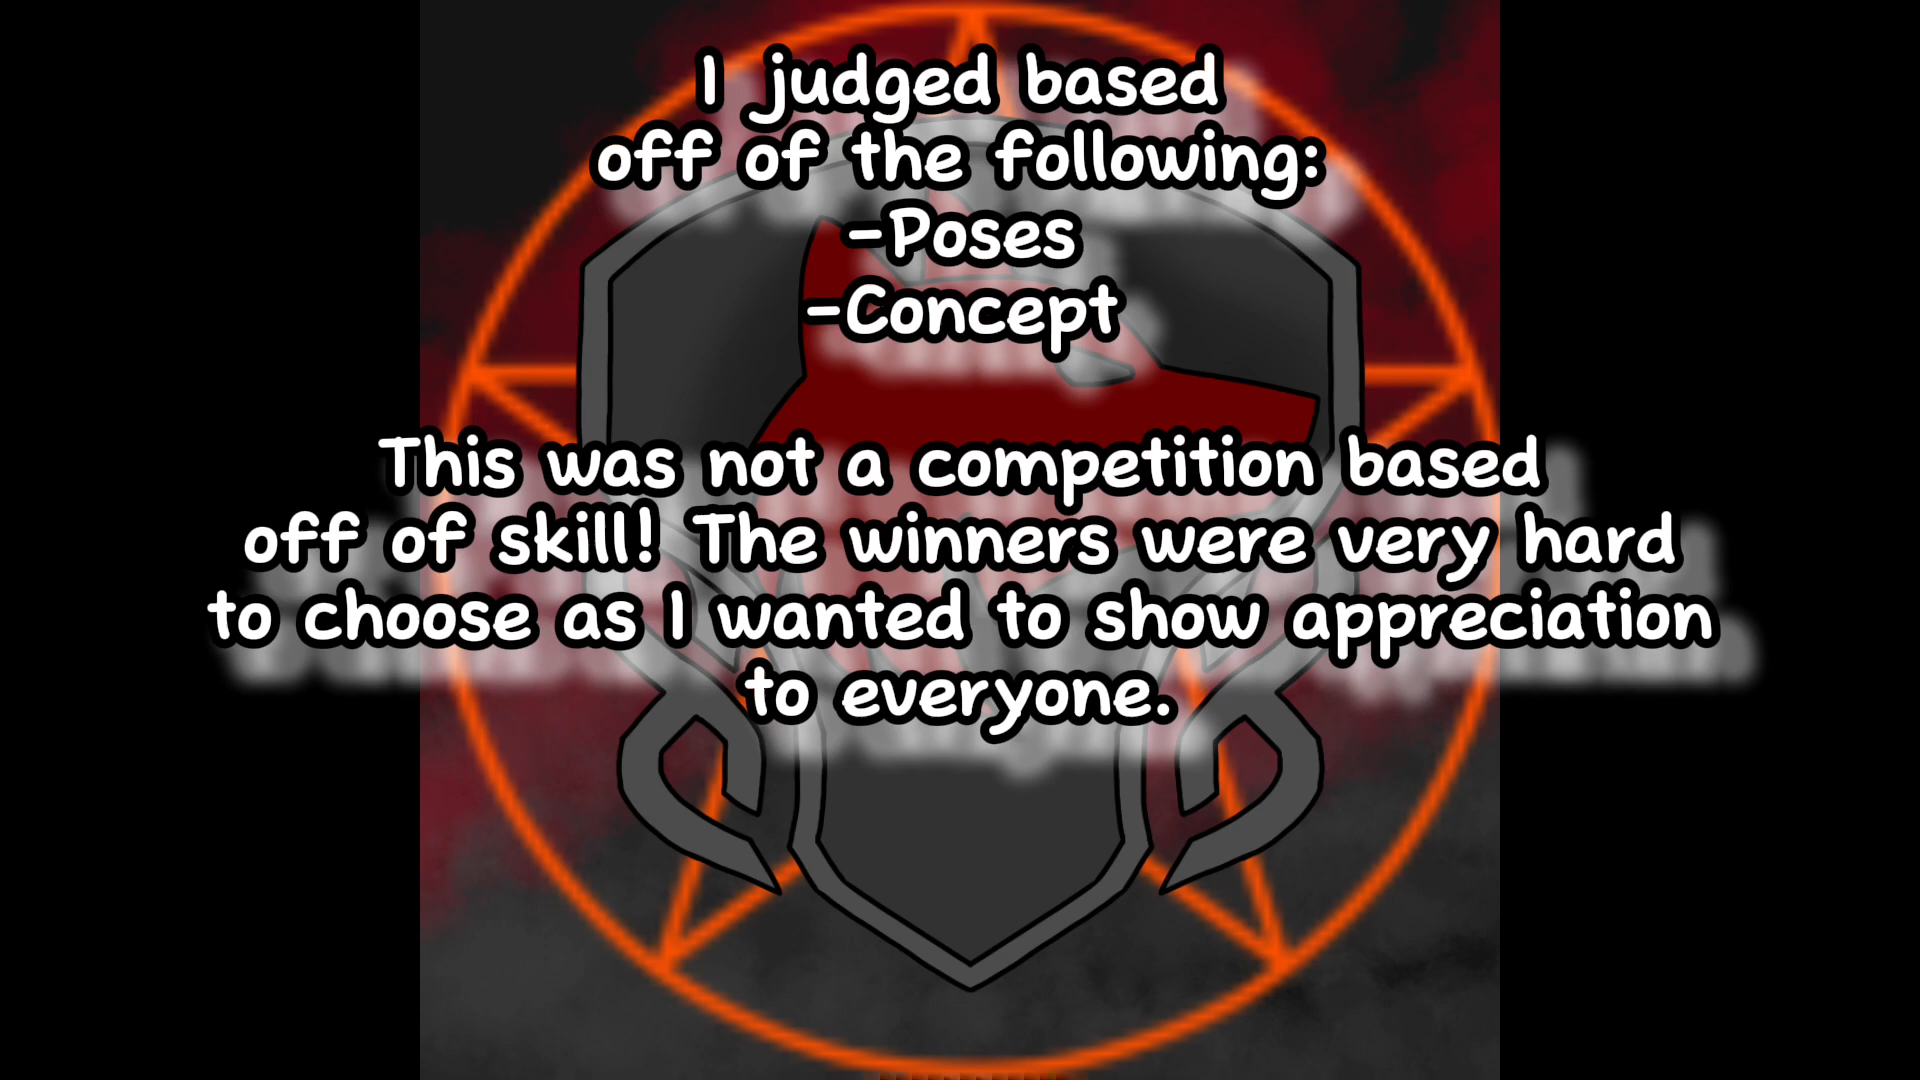 I judged based
off of the following:
-Poses
-Concept
This was not a competition based
off of skill! The winners were very hard
to choose as I wanted to show appreciation
to everyone.